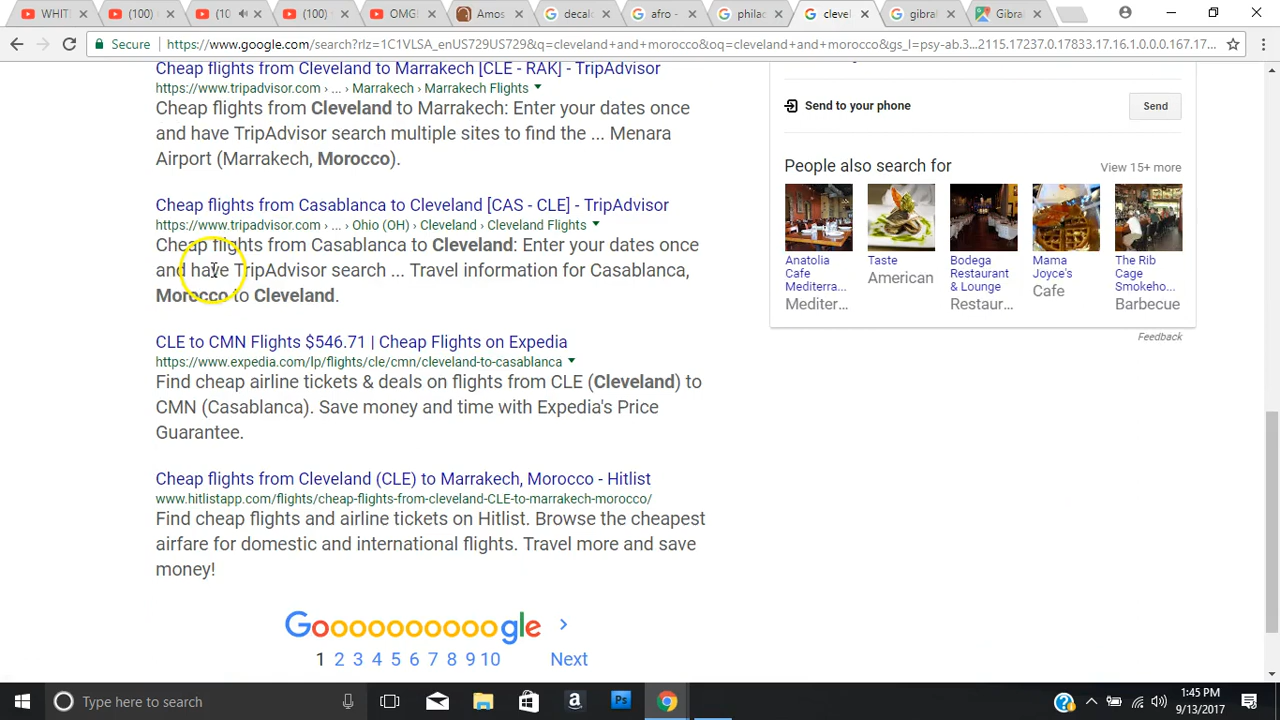 WHIT
(100)
(10
(100)
OMG!
Amos
decalo
afro -
philac
clevel
gibral
Gibral
Secure
https://www.google.com/search?rlz=1C1VLSA_enUS729US729&q=cleveland+and+morocco&oq=cleveland+and+morocco&gs_l=psy-ab.3...2115.17237.0.17833.17.16.1.0.0.0.167.17...
Cheap flights from Cleveland to Marrakech [CLE - RAK] - TripAdvisor
https://www.tripadvisor.com › ... › Marrakech › Marrakech Flights
Cheap flights from Cleveland to Marrakech: Enter your dates once
and have TripAdvisor search multiple sites to find the ... Menara
Airport (Marrakech, Morocco).
Cheap flights from Casablanca to Cleveland [CAS - CLE] - TripAdvisor
https://www.tripadvisor.com › ... › Ohio (OH) › Cleveland › Cleveland Flights
Cheap flights from Casablanca to Cleveland: Enter your dates once
and have TripAdvisor search ... Travel information for Casablanca,
Morocco to Cleveland.
CLE to CMN Flights $546.71 | Cheap Flights on Expedia
https://www.expedia.com/lp/flights/cle/cmn/cleveland-to-casablanca
Find cheap airline tickets & deals on flights from CLE (Cleveland) to
CMN (Casablanca). Save money and time with Expedia's Price
Guarantee.
Cheap flights from Cleveland (CLE) to Marrakech, Morocco - Hitlist
www.hitlistapp.com/flights/cheap-flights-from-cleveland-CLE-to-marrakech-morocco/
Find cheap flights and airline tickets on Hitlist. Browse the cheapest
airfare for domestic and international flights. Travel more and save
money!
Goooooooooogle
1 2 3 4 5 6 7 8 9 10 Next
Send to your phone
Send
People also search for
View 15+ more
Anatolia
Cafe
Mediterra...
Mediter...
Taste
American
Bodega
Restaurant
& Lounge
Restaur...
Mama
Joyce's
Cafe
The Rib
Cage
Smokeho...
Barbecue
Feedback
Type here to search
1:45 PM
9/13/2017